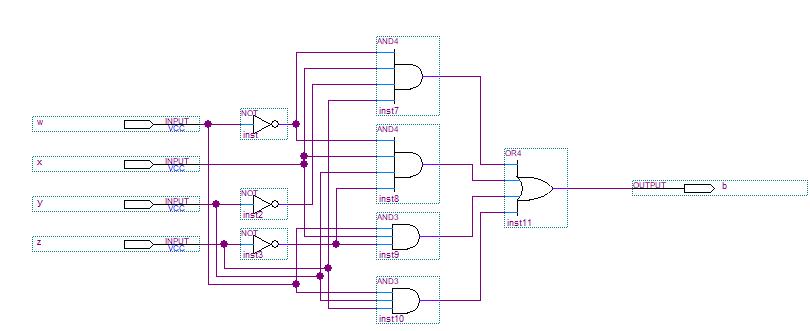 AND4
inst7
w
INPUT
VCC
NOT
inst
AND4
inst8
x
INPUT
VCC
OR4
inst11
OUTPUT
b
y
INPUT
VCC
NOT
inst2
AND3
inst9
z
INPUT
VCC
NOT
inst3
AND3
inst10